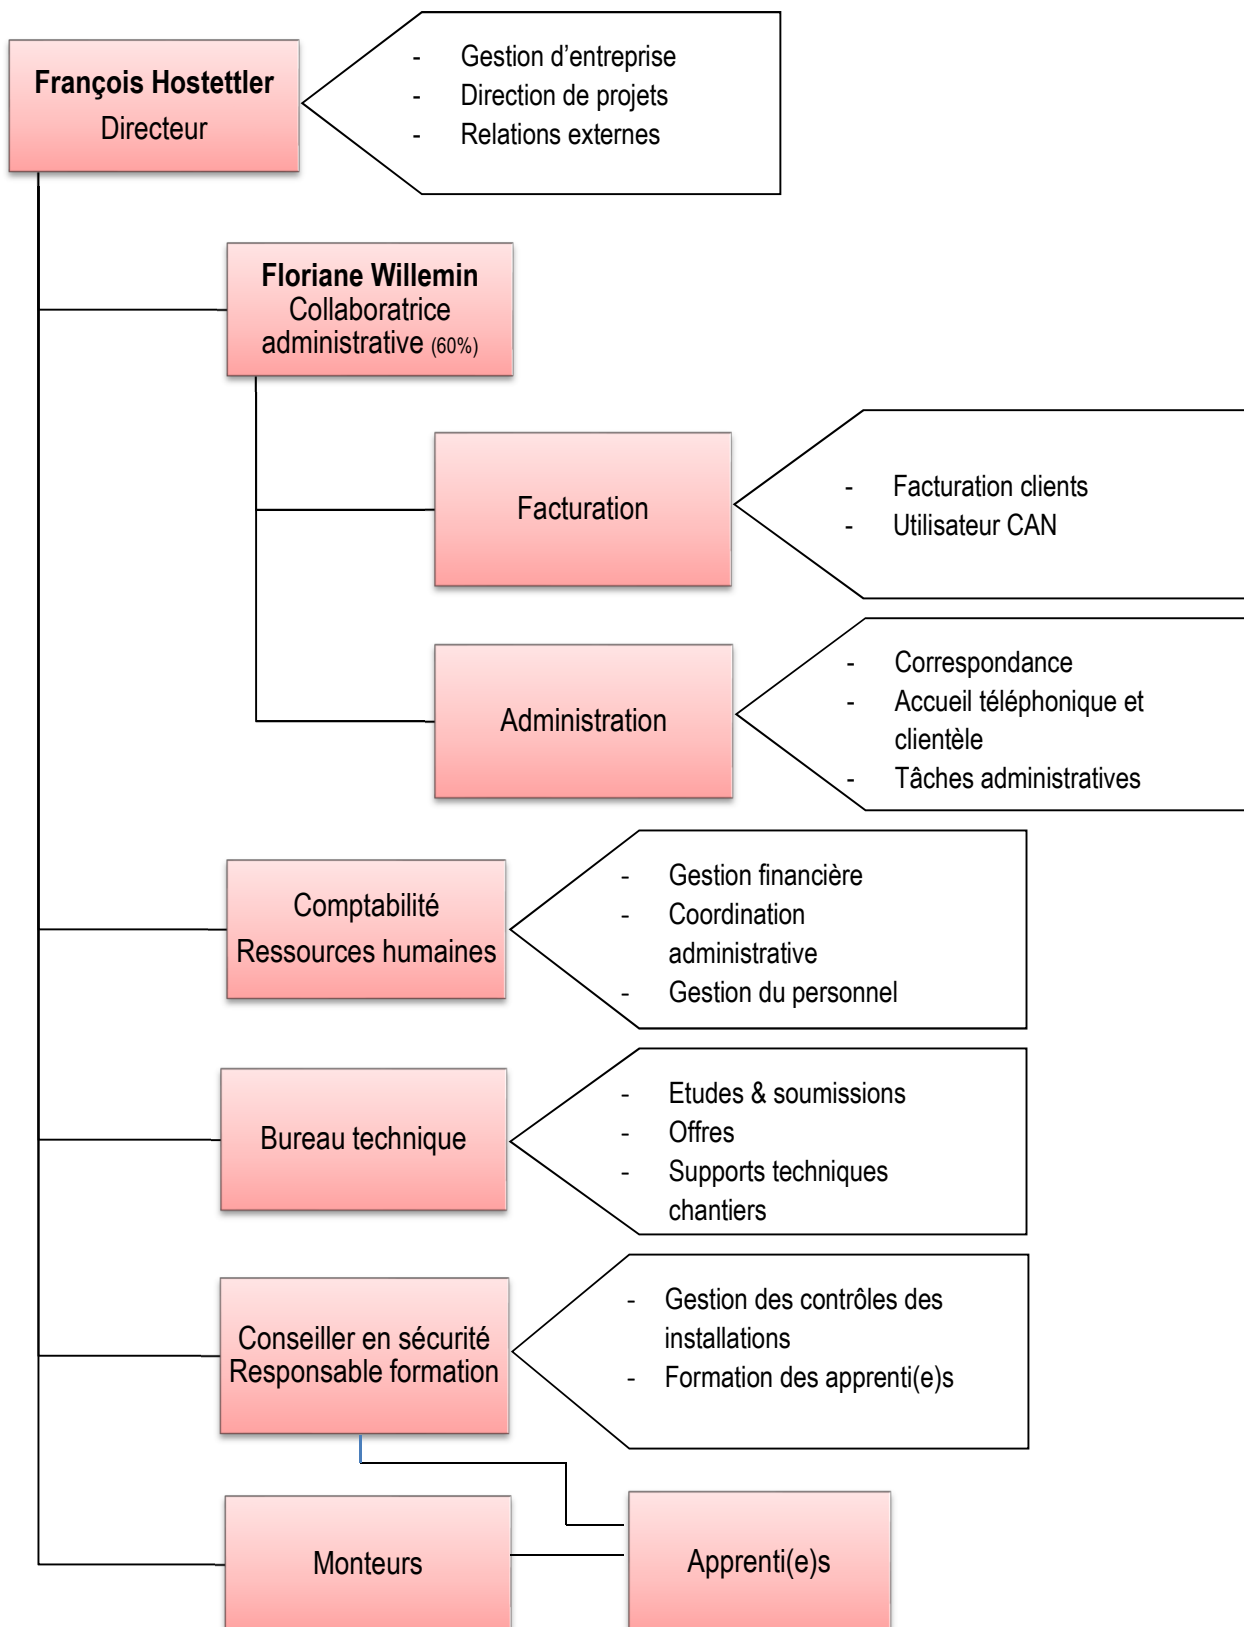 François Hostettler
Directeur
- Gestion d’entreprise
- Direction de projets
- Relations externes
Floriane Willemin
Collaboratrice
administrative (60%)
Facturation
- Facturation clients
- Utilisateur CAN
Administration
- Correspondance
- Accueil téléphonique et
clientèle
- Tâches administratives
Comptabilité
Ressources humaines
- Gestion financière
- Coordination
administrative
- Gestion du personnel
Bureau technique
- Etudes & soumissions
- Offres
- Supports techniques
chantiers
Conseiller en sécurité
Responsable formation
- Gestion des contrôles des
installations
- Formation des apprenti(e)s
Monteurs
Apprenti(e)s